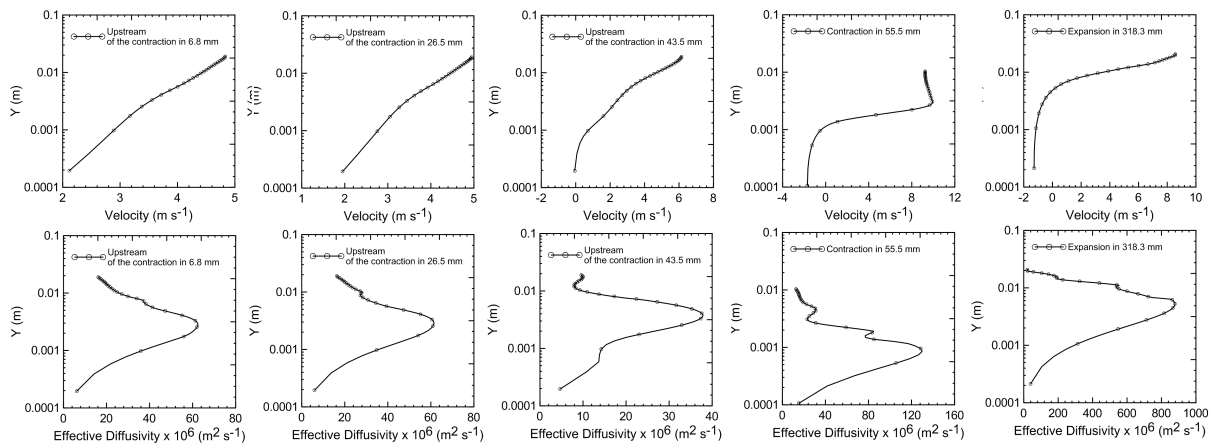 0.1
0.01
0.001
0.0001
Y (m)
Upstream
of the contraction in 6.8 mm
2 3 4 5
Velocity (m s-1)
0.1
0.01
0.001
0.0001
Y (m)
Upstream
of the contraction in 26.5 mm
1 2 3 4 5
Velocity (m s-1)
0.1
0.01
0.001
0.0001
Y (m)
Upstream
of the contraction in 43.5 mm
-2 0 2 4 6 8
Velocity (m s-1)
0.1
0.01
0.001
0.0001
Y (m)
Contraction in 55.5 mm
-4 0 4 8 12
Velocity (m s-1)
0.1
0.01
0.001
0.0001
Expansion in 318.3 mm
-2 0 2 4 6 8 10
Velocity (m s-1)
0.1
0.01
0.001
0.0001
Y (m)
Upstream
of the contraction in 6.8 mm
0 20 40 60 80
Effective Diffusivity x 10⁶ (m² s-1)
0.1
0.01
0.001
0.0001
Y (m)
Upstream
of the contraction in 26.5 mm
0 20 40 60 80
Effective Diffusivity x 10⁶ (m² s-1)
0.1
0.01
0.001
0.0001
Y (m)
Upstream
of the contraction in 43.5 mm
0 10 20 30 40
Effective Diffusivity x 10⁶ (m² s-1)
0.1
0.01
0.001
0.0001
Y (m)
Contraction in 55.5 mm
0 40 80 120 160
Effective Diffusivity x 10⁶ (m² s-1)
0.1
0.01
0.001
0.0001
Y (m)
Expansion in 318.3 mm
0 200 400 600 800 1000
Effective Diffusivity x 10⁶ (m² s-1)